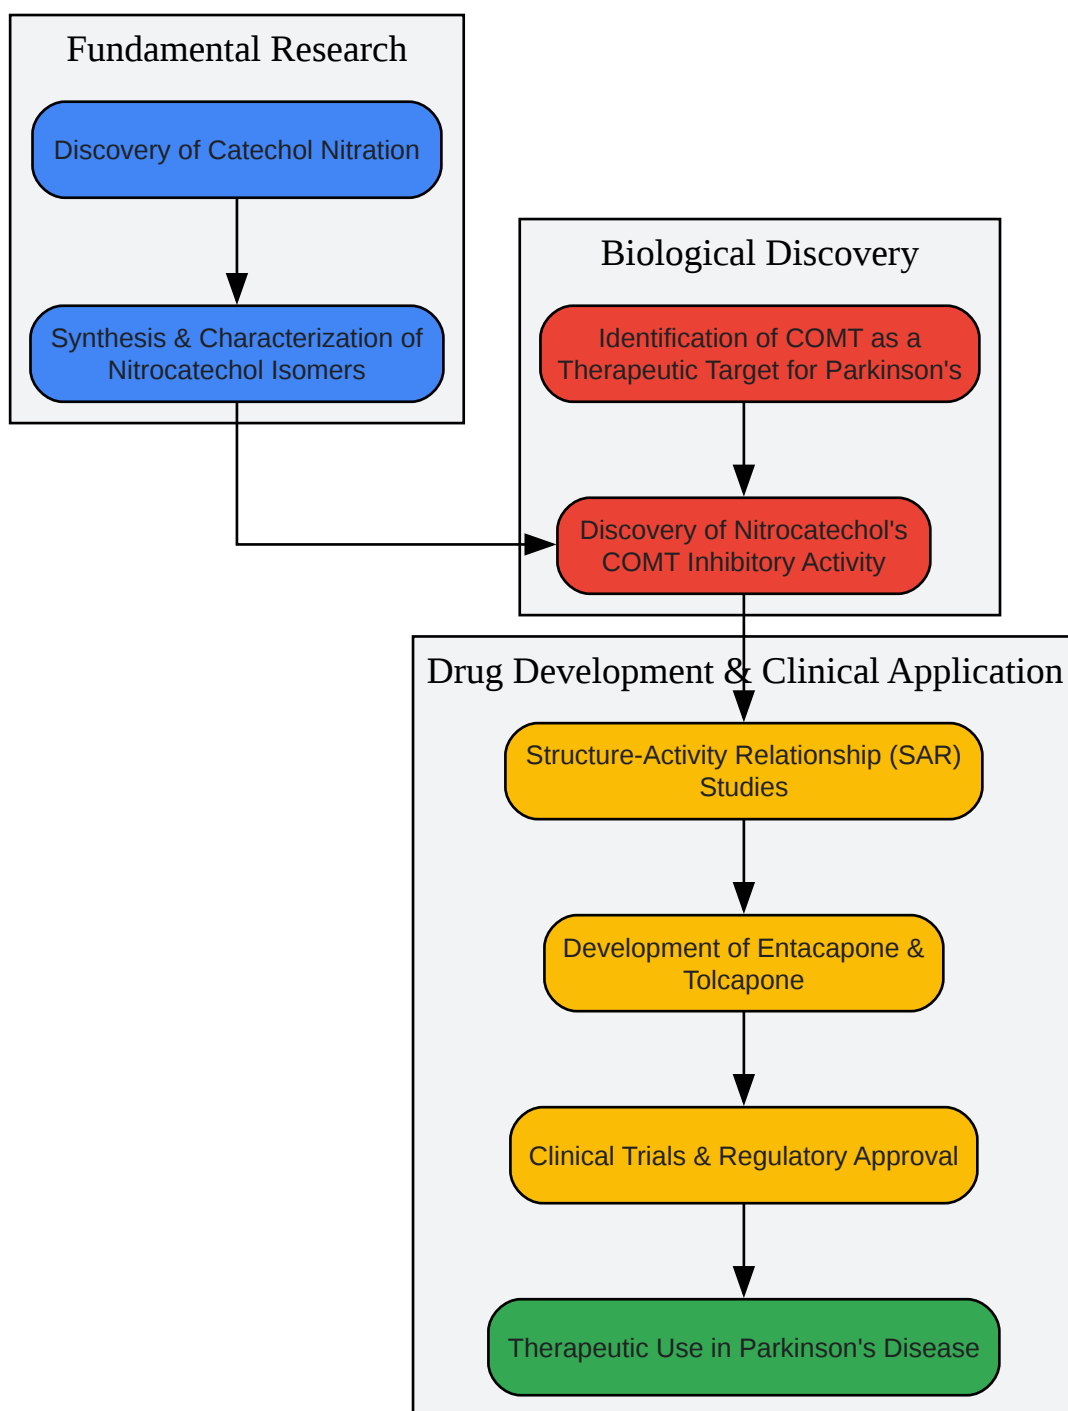 Fundamental Research
Discovery of Catechol Nitration
Synthesis & Characterization of
Nitrocatechol Isomers
Biological Discovery
Identification of COMT as a
Therapeutic Target for Parkinson's
Discovery of Nitrocatechol's
COMT Inhibitory Activity
Drug Development & Clinical Application
Structure-Activity Relationship (SAR)
Studies
Development of Entacapone &
Tolcapone
Clinical Trials & Regulatory Approval
Therapeutic Use in Parkinson's Disease